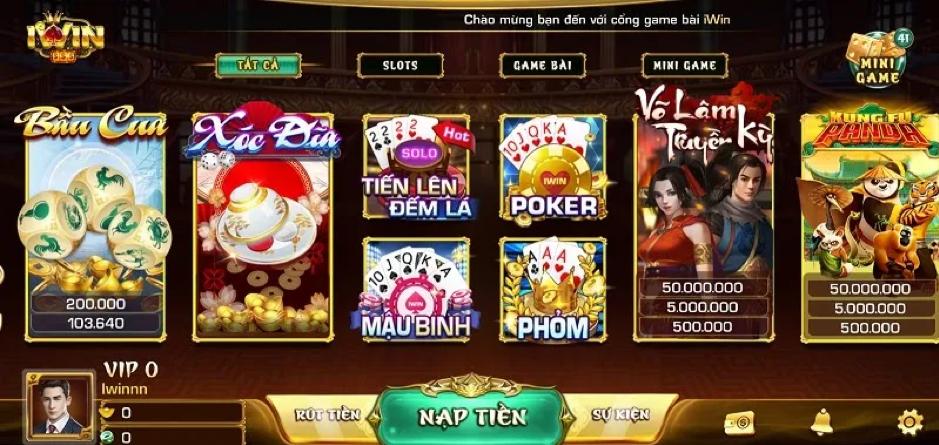 Chào mừng bạn đến với cổng game bài iWin
IWIN
TẤT CẢ
SLOTS
GAME BÀI
MINI GAME
41
MINI
GAME
Bầu Cua
200.000
103.640
Xóc Đĩa
Hot
SOLO
TIẾN LÊN
ĐẾM LÁ
IWIN
POKER
IWIN
MẬU BINH
PHỎM
Võ Lâm
Truyền Kỳ
50.000.000
5.000.000
500.000
KUNG FU
PANDA
50.000.000
5.000.000
500.000
VIP 0
Iwinnn
0
0
RÚT TIỀN
NẠP TIỀN
SỰ KIỆN